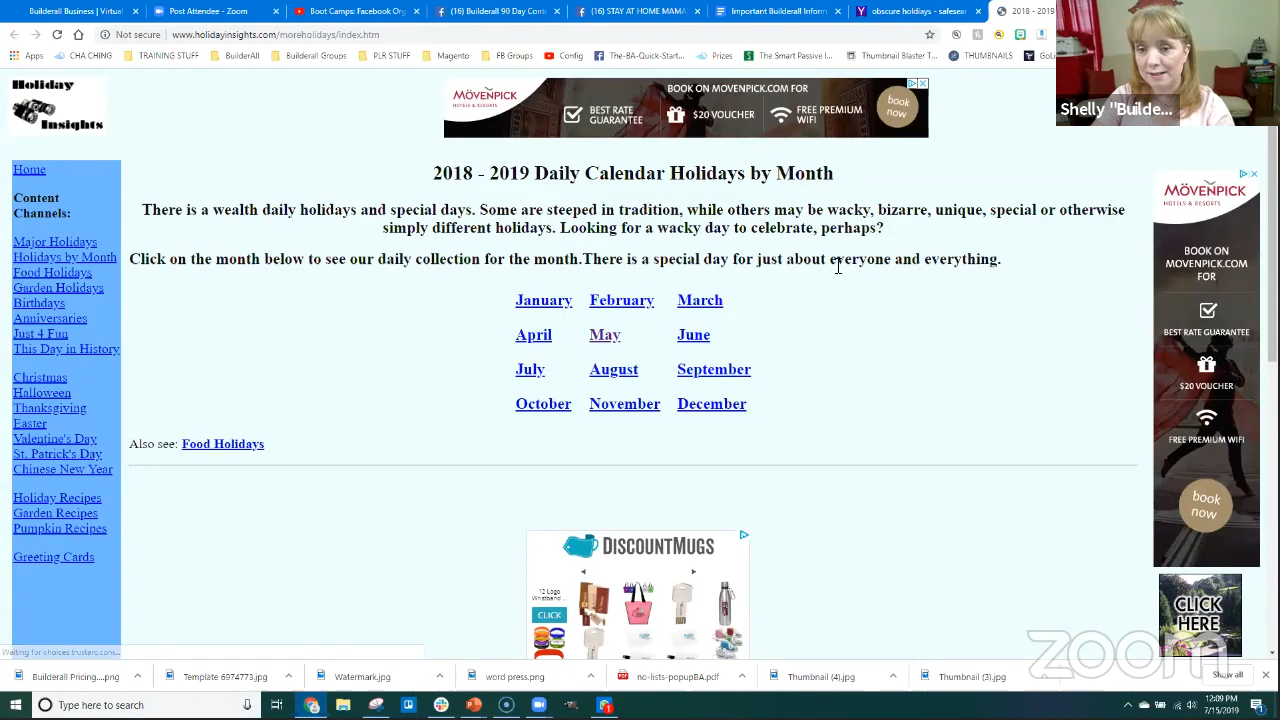 Builderall Business | Virtual
Post Attendee - Zoom
Boot Camps: Facebook Org
(16) Builderall 90 Day Cont
(16) STAY AT HOME MAMA
Important Builderall Inform
obscure holidays - safesear
2018 - 2019
Not secure | www.holidayinsights.com/moreholidays/index.htm
Apps
CHA CHING
TRAINING STUFF
BuilderAll
Builderall Groups
PLR STUFF
Magento
FB Groups
Config
The-BA-Quick-Start...
Prizes
The Smart Passive I...
Thumbnail Blaster T...
THUMBNAILS
Shelly "Builde...
Holiday
Insights
MÖVENPICK
HOTELS & RESORTS
BOOK ON MOVENPICK.COM FOR
BEST RATE
GUARANTEE
$20 VOUCHER
FREE PREMIUM
WIFI
book
now
Home
Content
Channels:
Major Holidays
Holidays by Month
Food Holidays
Garden Holidays
Birthdays
Anniversaries
Just 4 Fun
This Day in History
Christmas
Halloween
Thanksgiving
Easter
Valentine's Day
St. Patrick's Day
Chinese New Year
Holiday Recipes
Garden Recipes
Pumpkin Recipes
Greeting Cards
2018 - 2019 Daily Calendar Holidays by Month
There is a wealth daily holidays and special days. Some are steeped in tradition, while others may be wacky, bizarre, unique, special or otherwise
simply different holidays. Looking for a wacky day to celebrate, perhaps?
Click on the month below to see our daily collection for the month.There is a special day for just about everyone and everything.
January February March
April May June
July August September
October November December
Also see: Food Holidays
DISCOUNTMUGS
12 Logo
Wristband...
CLICK
MÖVENPICK
HOTELS & RESORTS
BOOK ON
MOVENPICK.COM
FOR
BEST RATE GUARANTEE
$20 VOUCHER
FREE PREMIUM WIFI
book
now
CLICK
HERE
zoom
Waiting for choices.trustarc.com...
Builderall Pricing....png
Template 6974773.jpg
Watermark.jpg
word press.png
no-lists-popupBA.pdf
Thumbnail (4).jpg
Thumbnail (3).jpg
Show all
Type here to search
12:09 PM
7/15/2019